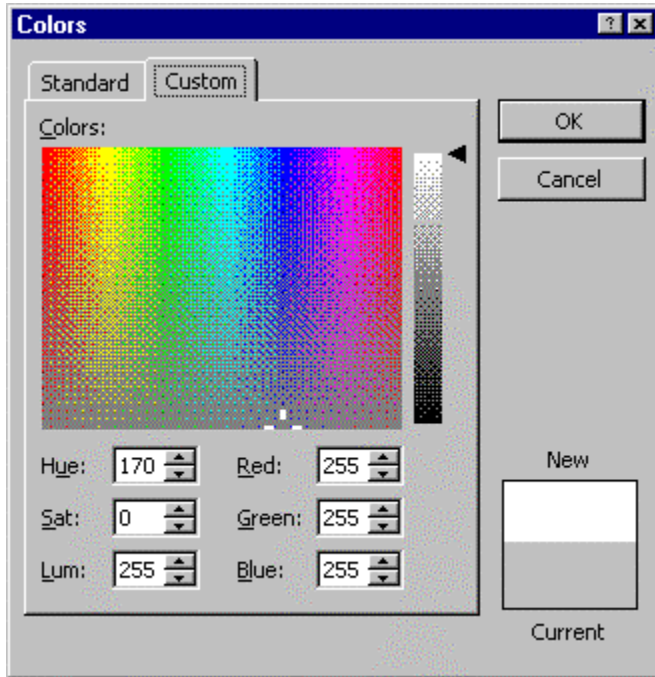 Colors
Standard
Custom
Colors:
OK
Cancel
Hue: 170 Red: 255
Sat: 0 Green: 255
Lum: 255 Blue: 255
New
Current